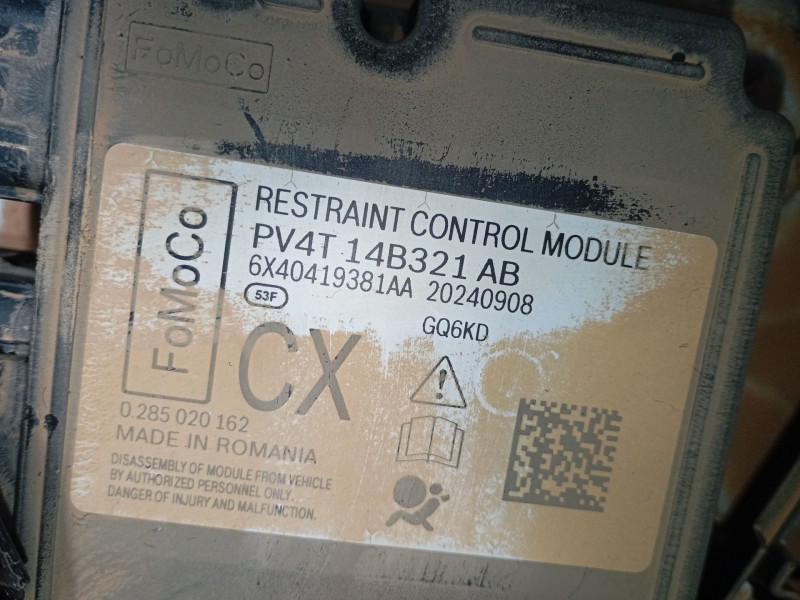 FoMoCo
FoMoCo
RESTRAINT CONTROL MODULE
PV4T 14B321 AB
6X40419381AA 20240908
53F
GQ6KD
CX
0 285 020 162
MADE IN ROMANIA
DISASSEMBLY OF MODULE FROM VEHICLE
BY AUTHORIZED PERSONNEL ONLY.
DANGER OF INJURY AND MALFUNCTION.